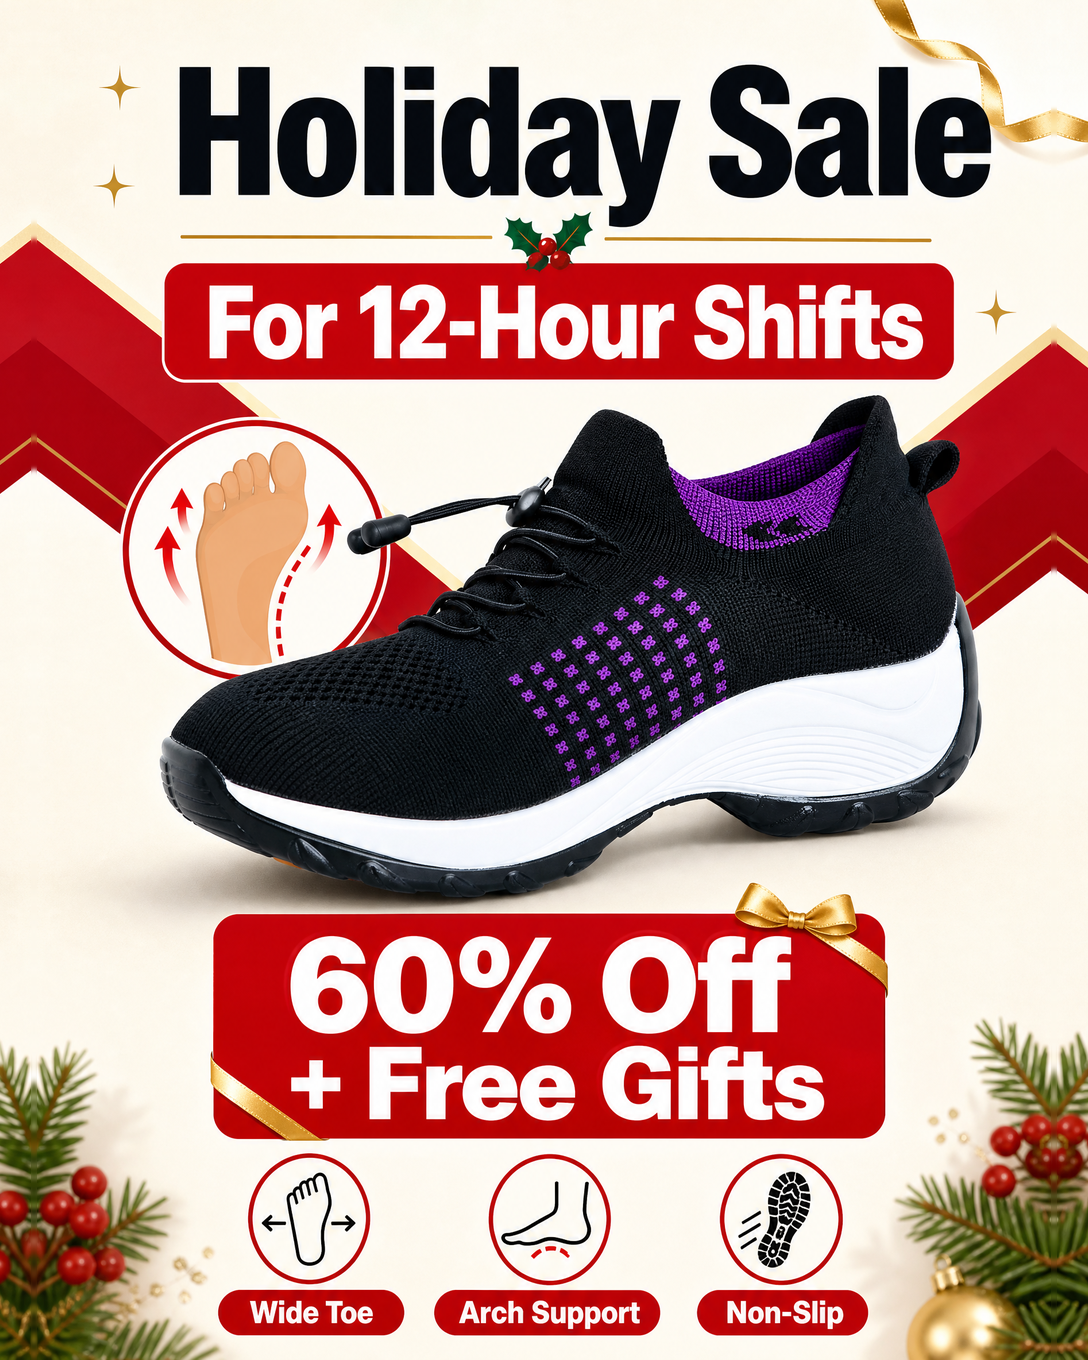 Holiday Sale
For 12-Hour Shifts
60% Off
+ Free Gifts
Wide Toe
Arch Support
Non-Slip